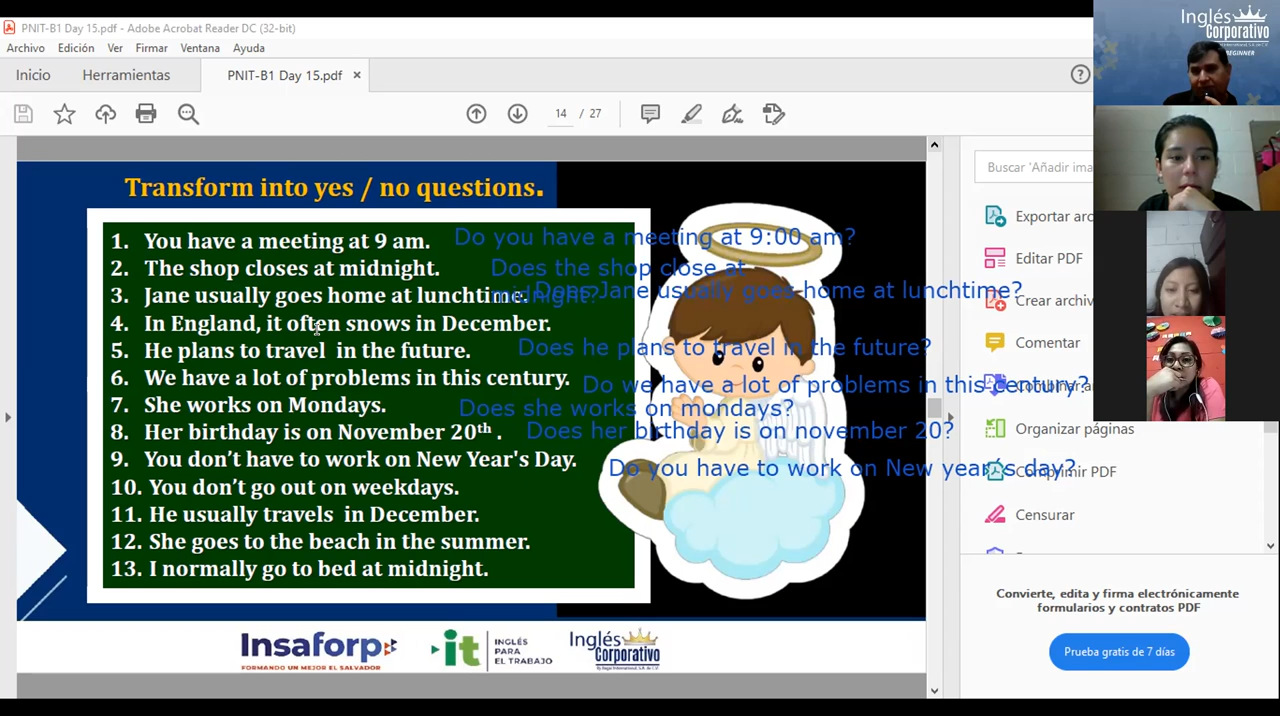 PNIT-B1 Day 15.pdf - Adobe Acrobat Reader DC (32-bit)
Archivo Edición Ver Firmar Ventana Ayuda
Inicio Herramientas PNIT-B1 Day 15.pdf ×
14 / 27
Transform into yes / no questions.
1. You have a meeting at 9 am. Do you have a meeting at 9:00 am?
2. The shop closes at midnight. Does the shop close at
midnight?
3. Jane usually goes home at lunchtime. Does Jane usually goes home at lunchtime?
4. In England, it often snows in December.
5. He plans to travel in the future. Does he plans to travel in the future?
6. We have a lot of problems in this century. Do we have a lot of problems in this century?
7. She works on Mondays. Does she works on mondays?
8. Her birthday is on November 20th . Does her birthday is on november 20?
9. You don't have to work on New Year's Day. Do you have to work on New year´s day?
10. You don't go out on weekdays.
11. He usually travels in December.
12. She goes to the beach in the summer.
13. I normally go to bed at midnight.
Insaforp
FORMANDO UN MEJOR EL SALVADOR
it INGLÉS
PARA
EL TRABAJO
Inglés
Corporativo
Buscar 'Añadir ima
Exportar arc
Editar PDF
Crear archiv
Comentar
Combinar a
Organizar páginas
Comprimir PDF
Censurar
Convierte, edita y firma electrónicamente
formularios y contratos PDF
Prueba gratis de 7 días
Inglés
Corporativo
BEGINNER